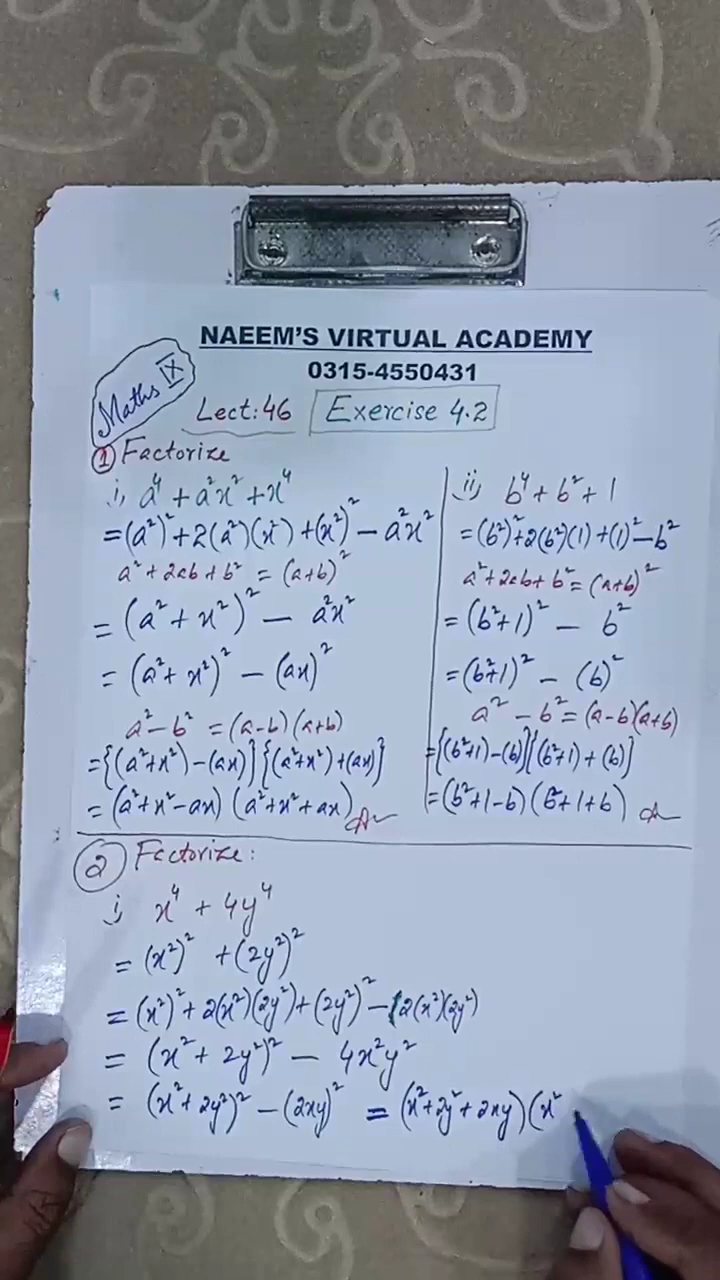 NAEEM'S VIRTUAL ACADEMY
0315-4550431
Maths IX
Lect:46 Exercise 4.2
① Factorize
i) a⁴ + a²x² + x⁴
= (a²)² + 2(a²)(x²) + (x²)² − a²x²
a² + 2ab + b² = (a+b)²
= (a² + x²)² − a²x²
= (a² + x²)² − (ax)²
a² − b² = (a−b)(a+b)
= {(a²+x²) − (ax)} {(a²+x²) + (ax)}
= (a²+x²−ax) (a²+x²+ax)
ii) b⁴ + b² + 1
= (b²)² + 2(b²)(1) + (1)² − b²
a² + 2ab + b² = (a+b)²
= (b²+1)² − b²
= (b²+1)² − (b)²
a² − b² = (a−b)(a+b)
= {(b²+1) − (b)} {(b²+1) + (b)}
= (b²+1−b) (b²+1+b)
② Factorize:
i) x⁴ + 4y⁴
= (x²)² + (2y²)²
= (x²)² + 2(x²)(2y²) + (2y²)² − 2(x²)(2y²)
= (x² + 2y²)² − 4x²y²
= (x² + 2y²)² − (2xy)² = (x²+2y²+2xy)(x²